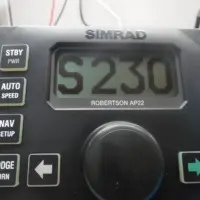 SIMRAD
STBY
PWR
S230
AUTO
SPEED
ROBERTSON AP22
NAV
SETUP